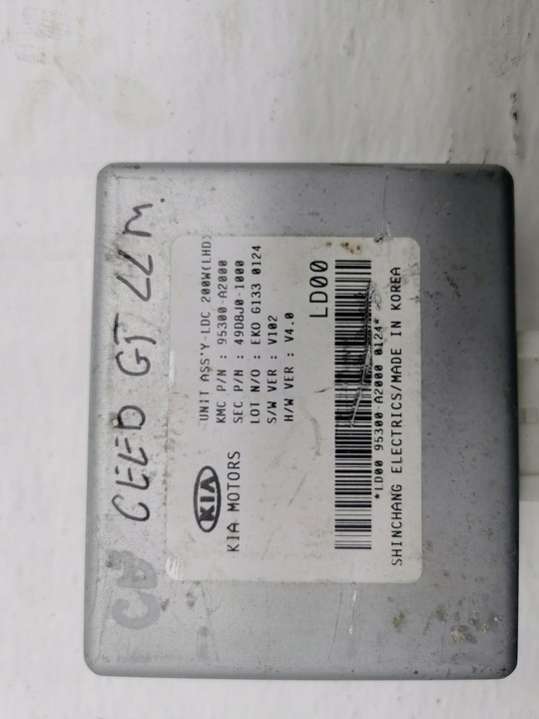 CEED GT LLM.
KIA
KIA MOTORS
UNIT ASS'Y-LDC 200W(LHD)
KMC P/N : 95300-A2000
SEC P/N : 49D8J0-1000
LOT N/O : EKO G133 0124
S/W VER : V102
H/W VER : V4.0
LD00
*LD00 95300-A2000 0124*
SHINCHANG ELECTRICS/MADE IN KOREA